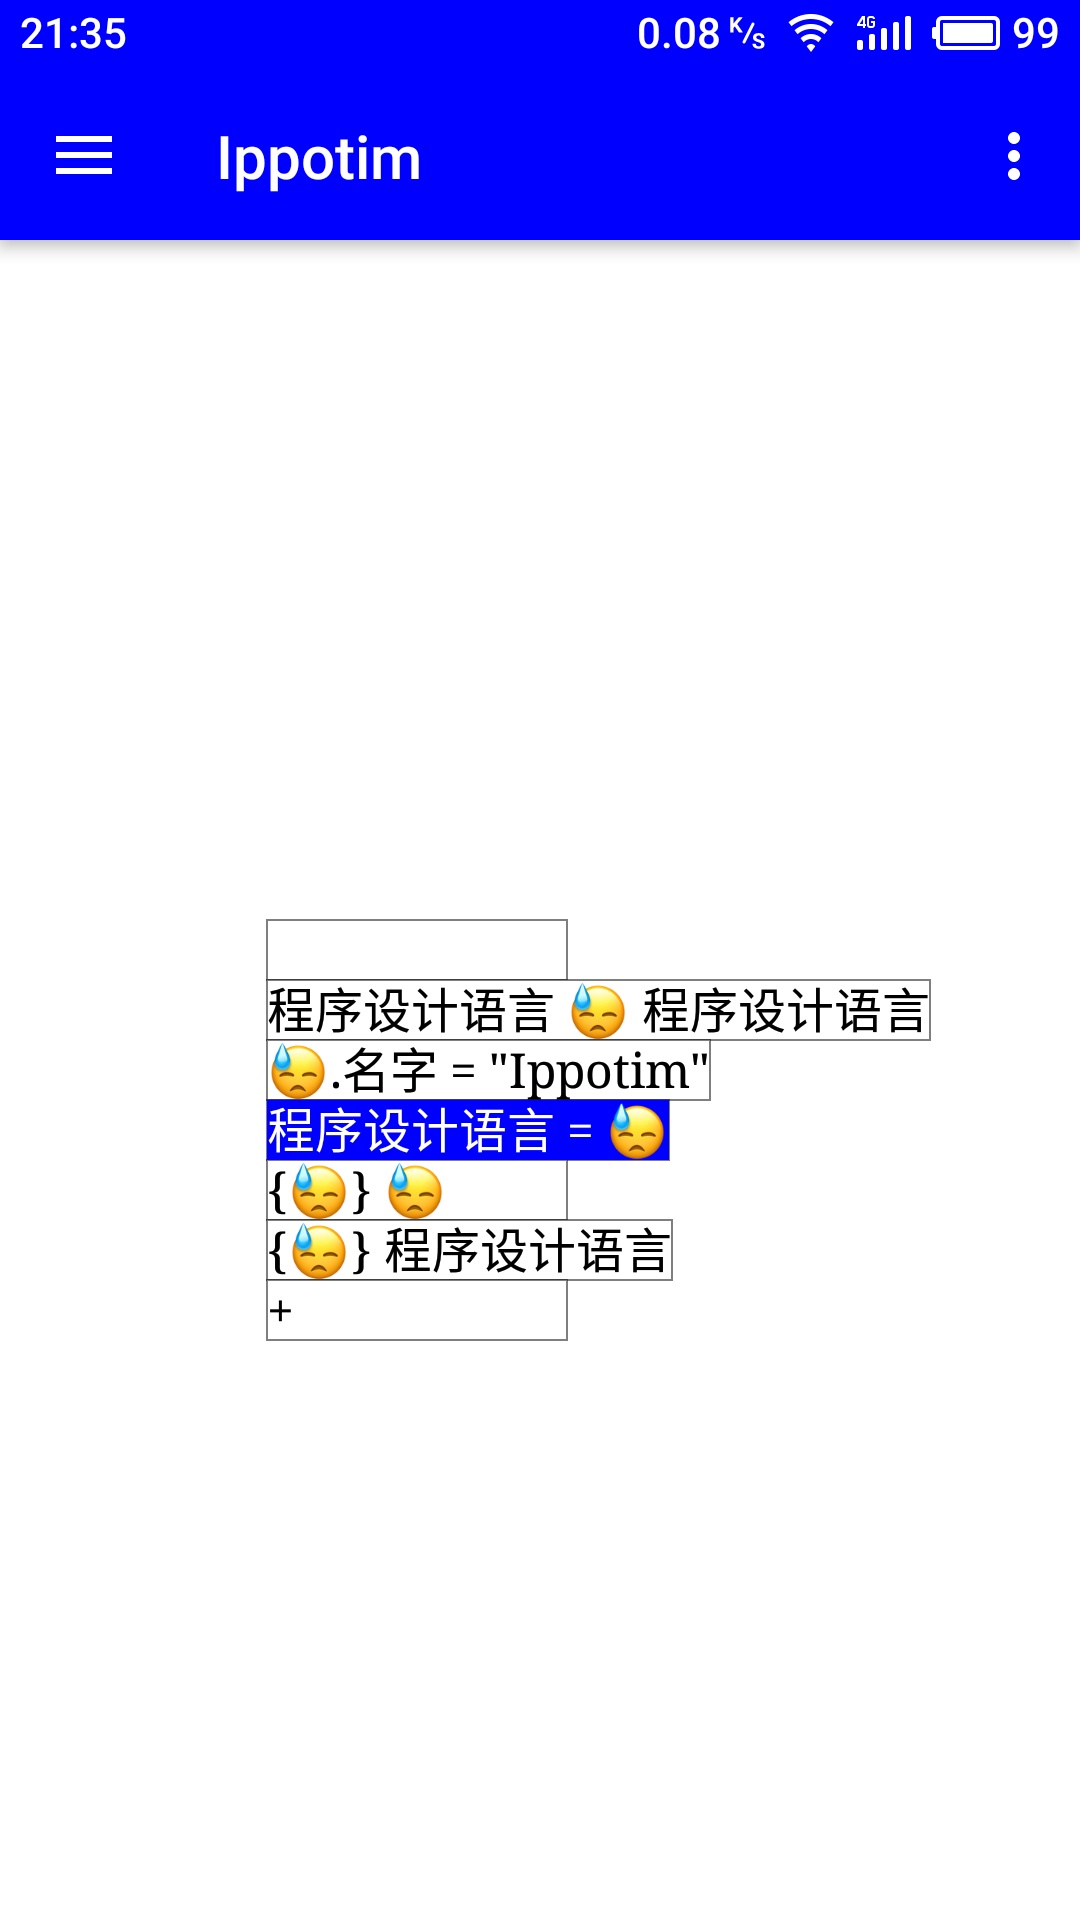 21:35 0.08 K/s 4G 99
Ippotim
程序设计语言 😓 程序设计语言
😓.名字 = "Ippotim"
程序设计语言 = 😓
{😓} 😓
{😓} 程序设计语言
+